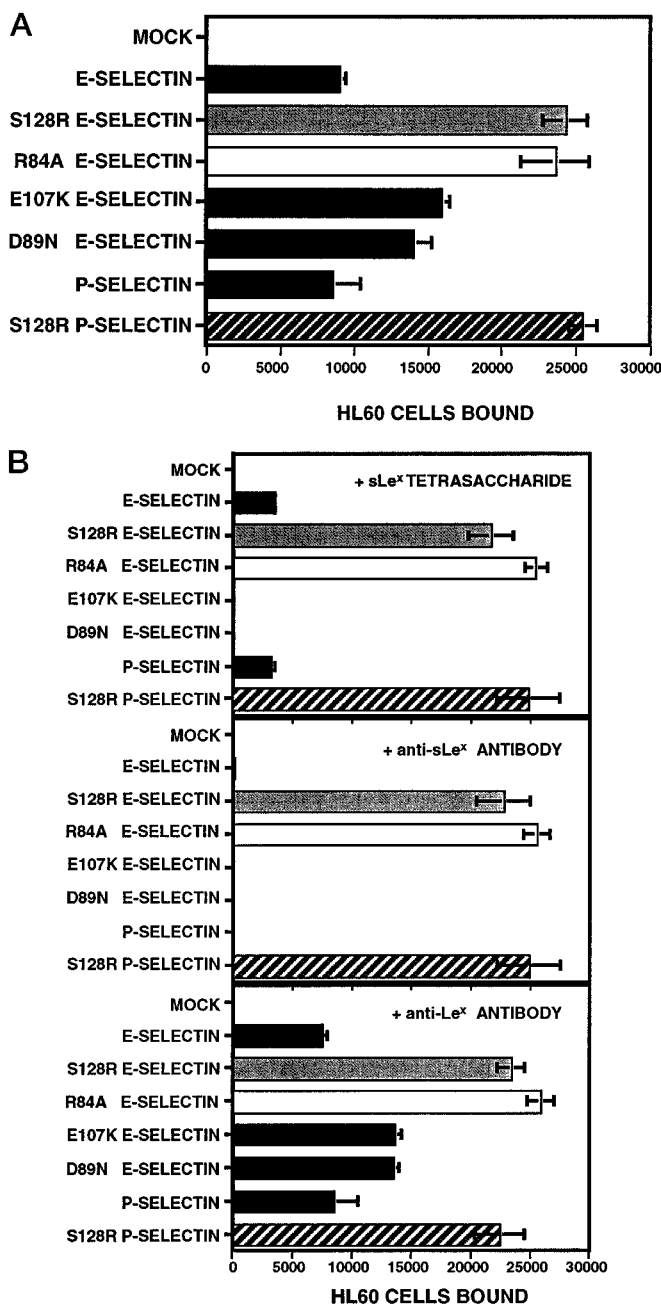 A
MOCK
E-SELECTIN
S128R E-SELECTIN
R84A E-SELECTIN
E107K E-SELECTIN
D89N E-SELECTIN
P-SELECTIN
S128R P-SELECTIN
0 5000 10000 15000 20000 25000 30000
HL60 CELLS BOUND
B
MOCK
+ sLeˣ TETRASACCHARIDE
E-SELECTIN
S128R E-SELECTIN
R84A E-SELECTIN
E107K E-SELECTIN
D89N E-SELECTIN
P-SELECTIN
S128R P-SELECTIN
MOCK
+ anti-sLeˣ ANTIBODY
E-SELECTIN
S128R E-SELECTIN
R84A E-SELECTIN
E107K E-SELECTIN
D89N E-SELECTIN
P-SELECTIN
S128R P-SELECTIN
MOCK
+ anti-Leˣ ANTIBODY
E-SELECTIN
S128R E-SELECTIN
R84A E-SELECTIN
E107K E-SELECTIN
D89N E-SELECTIN
P-SELECTIN
S128R P-SELECTIN
0 5000 10000 15000 20000 25000 30000
HL60 CELLS BOUND